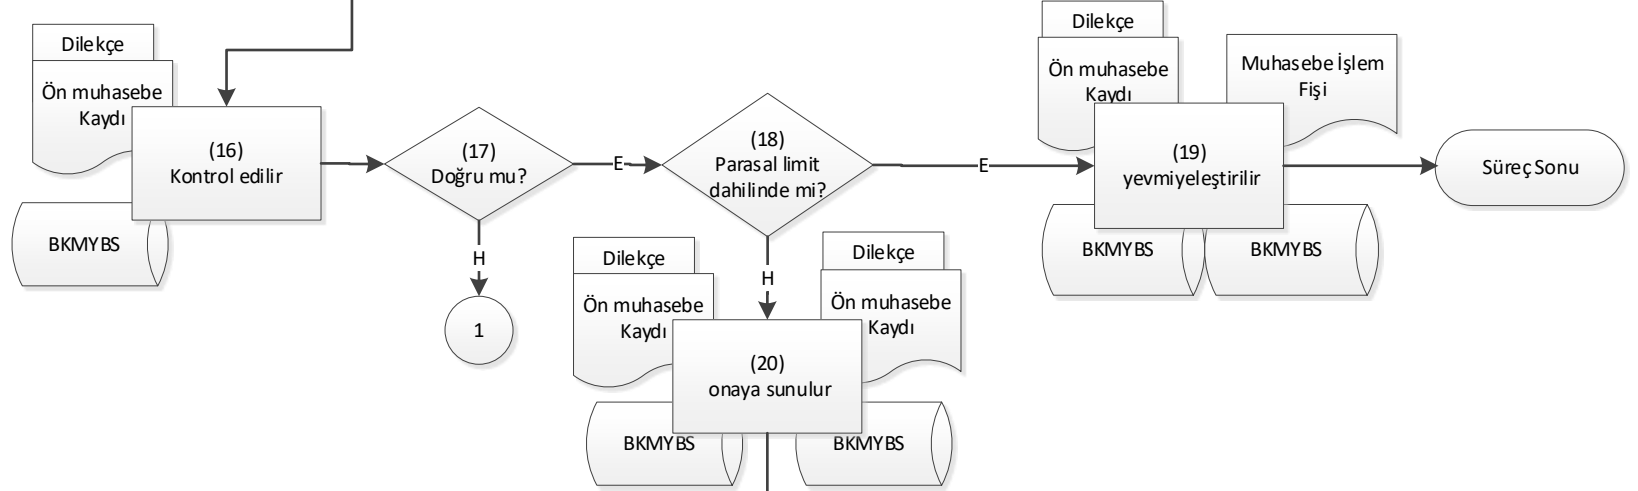 Dilekçe
Ön muhasebe
Kaydı
(16)
Kontrol edilir
BKMYBS
(17)
Doğru mu?
E
H
1
(18)
Parasal limit
dahilinde mi?
E
H
Dilekçe
Ön muhasebe
Kaydı
Dilekçe
Ön muhasebe
Kaydı
(20)
onaya sunulur
BKMYBS
BKMYBS
Dilekçe
Ön muhasebe
Kaydı
Muhasebe İşlem
Fişi
(19)
yevmiyeleştirilir
BKMYBS
BKMYBS
Süreç Sonu